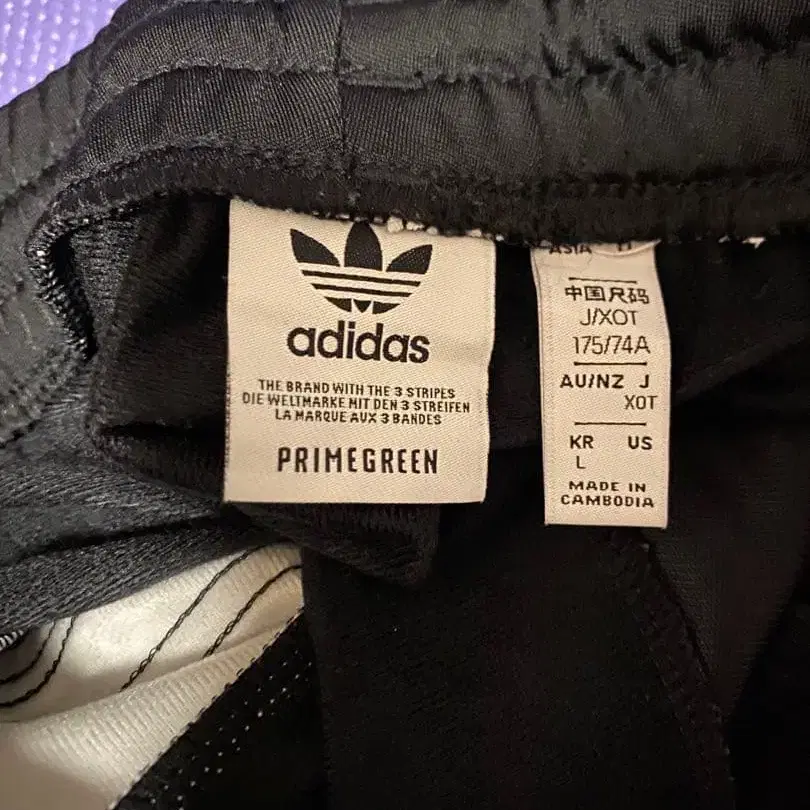 adidas
THE BRAND WITH THE 3 STRIPES
DIE WELTMARKE MIT DEN 3 STREIFEN
LA MARQUE AUX 3 BANDES
PRIMEGREEN
ASIA
中国尺码
J/XOT
175/74A
AU/NZ J
XOT
KR US
L
MADE IN
CAMBODIA